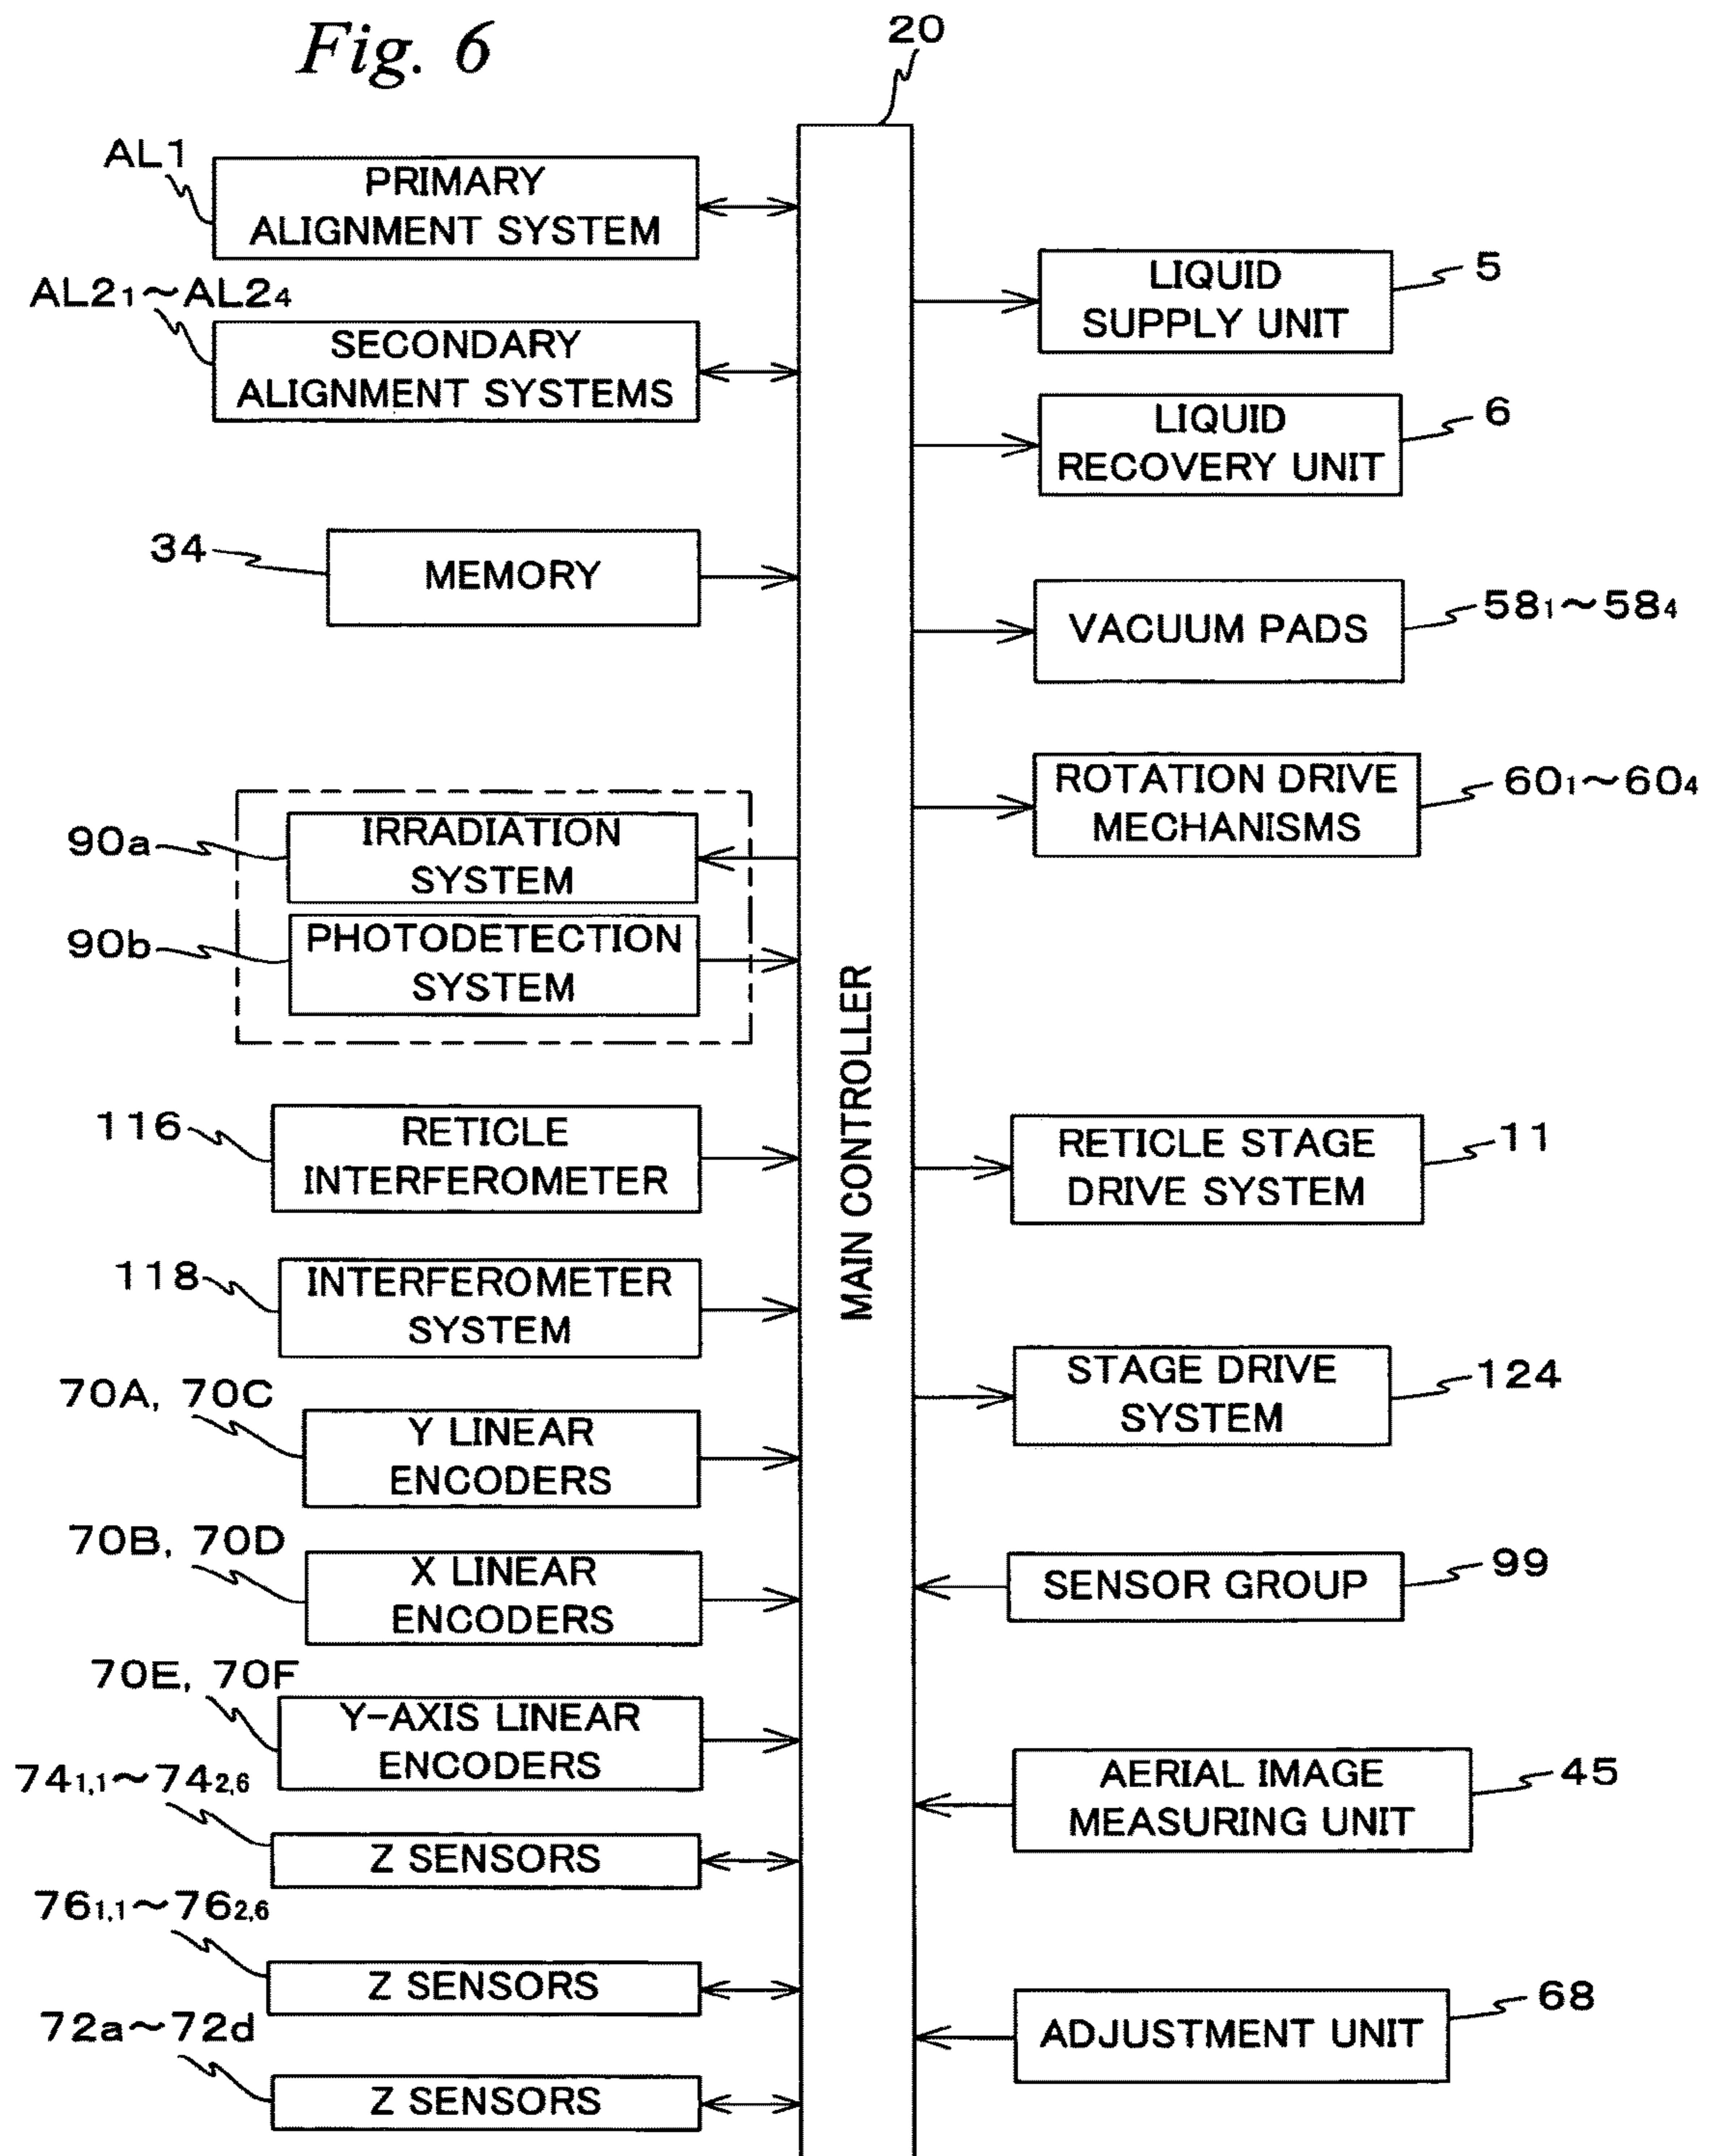 Fig. 6
20
AL1
PRIMARY
ALIGNMENT SYSTEM
AL2₁~AL2₄
SECONDARY
ALIGNMENT SYSTEMS
34
MEMORY
90a
IRRADIATION
SYSTEM
90b
PHOTODETECTION
SYSTEM
116
RETICLE
INTERFEROMETER
118
INTERFEROMETER
SYSTEM
70A, 70C
Y LINEAR
ENCODERS
70B, 70D
X LINEAR
ENCODERS
70E, 70F
Y-AXIS LINEAR
ENCODERS
74₁,₁~74₂,₆
Z SENSORS
76₁,₁~76₂,₆
Z SENSORS
72a~72d
Z SENSORS
MAIN CONTROLLER
LIQUID
SUPPLY UNIT
5
LIQUID
RECOVERY UNIT
6
VACUUM PADS
58₁~58₄
ROTATION DRIVE
MECHANISMS
60₁~60₄
RETICLE STAGE
DRIVE SYSTEM
11
STAGE DRIVE
SYSTEM
124
SENSOR GROUP
99
AERIAL IMAGE
MEASURING UNIT
45
ADJUSTMENT UNIT
68